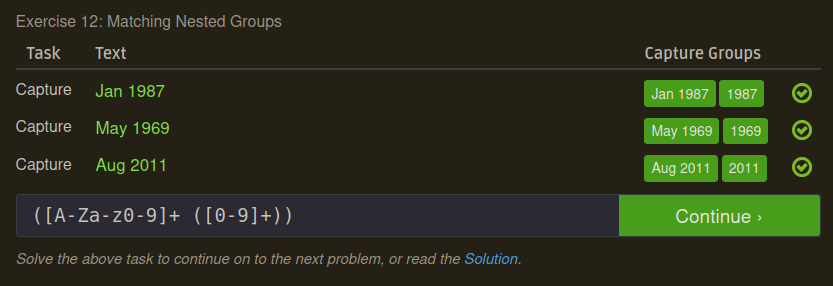 Exercise 12: Matching Nested Groups
Task Text Capture Groups
Capture Jan 1987 Jan 1987 1987
Capture May 1969 May 1969 1969
Capture Aug 2011 Aug 2011 2011
([A-Za-z0-9]+ ([0-9]+)) Continue ›
Solve the above task to continue on to the next problem, or read the Solution.